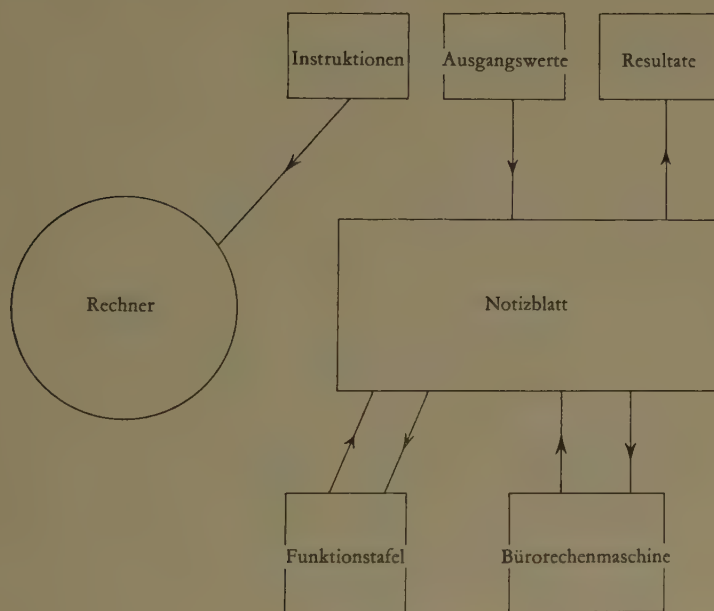 Instruktionen
Ausgangswerte
Resultate
Rechner
Notizblatt
Funktionstafel
Bürorechenmaschine